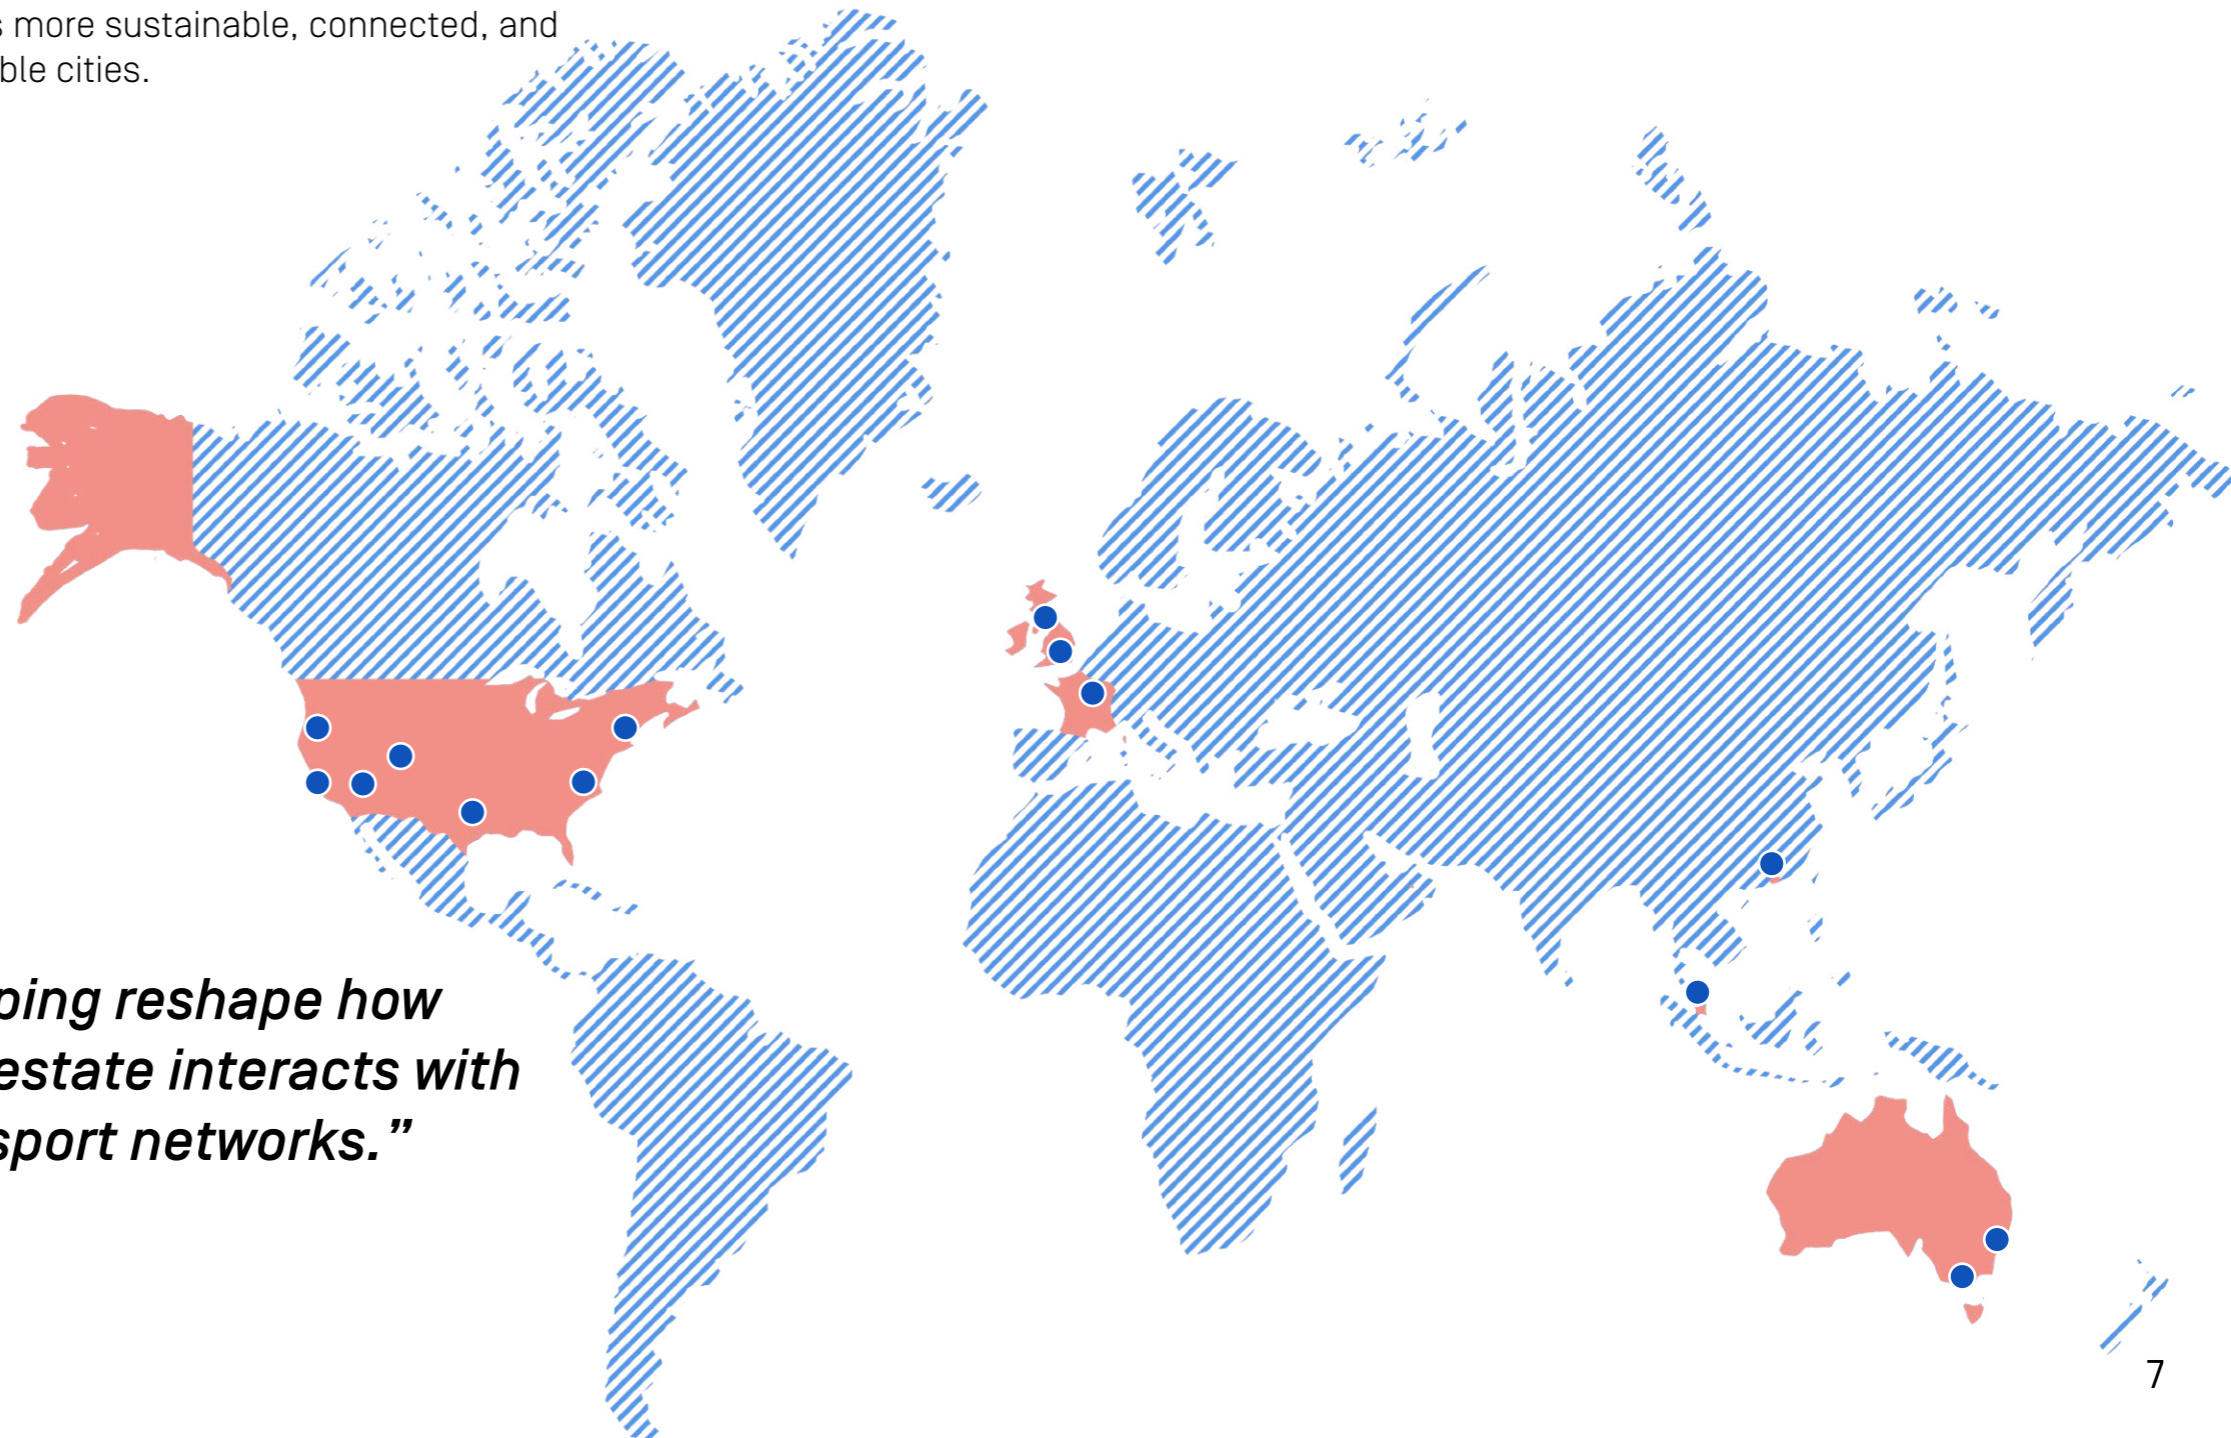 s more sustainable, connected, and
ble cities.
ping reshape how
estate interacts with
sport networks.”
7